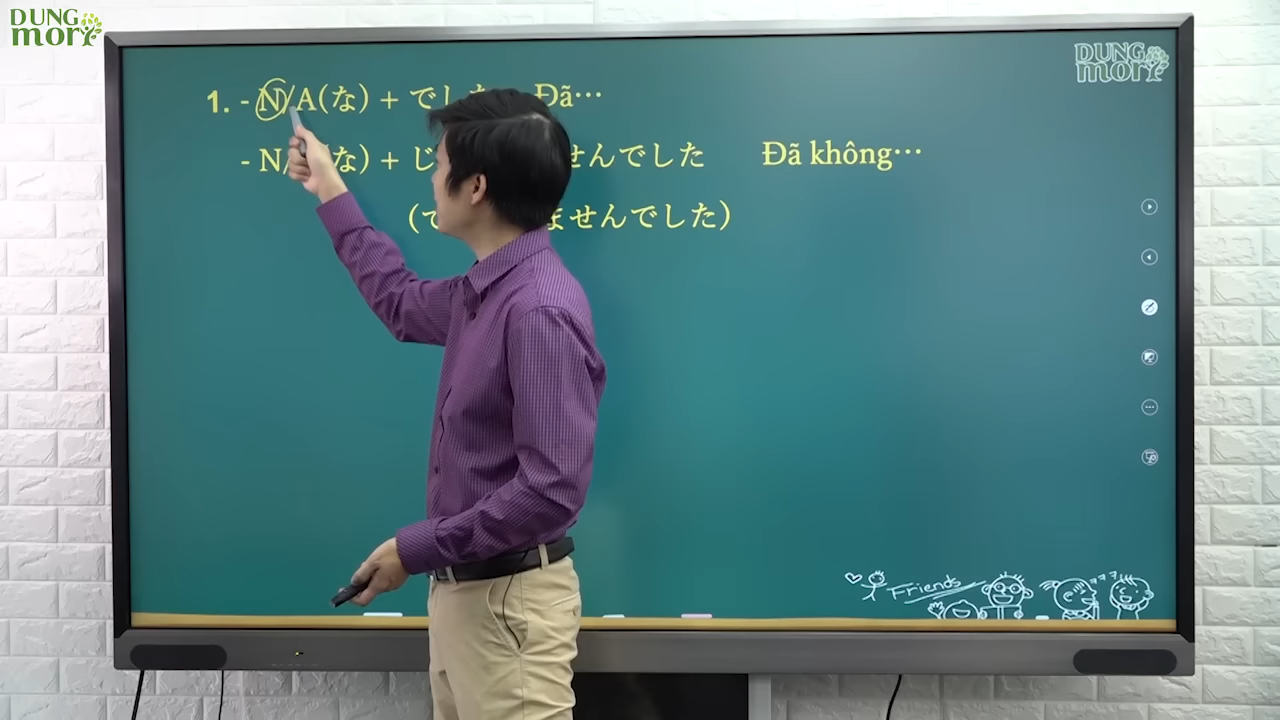 DUNG
mori
DUNG
mori
1. - N/A(な) + でし Đã…
- N/ (な) + じ せんでした Đã không…
( ませんでした)
Friends